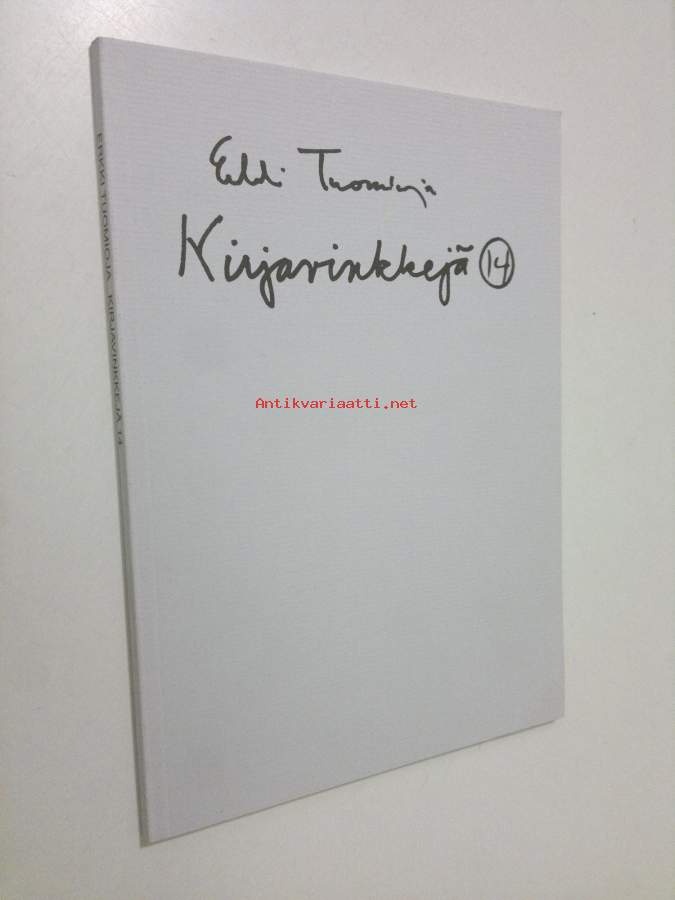 Erkki Tuomioja
Kirjavinkkejä 14
Antikvariaatti.net
ERKKI TUOMIOJA KIRJAVINKKEJÄ 14